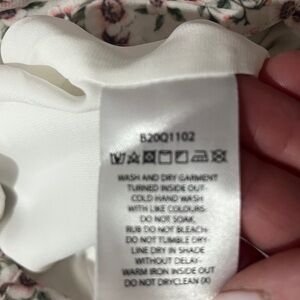 B20Q1102
WASH AND DRY GARMENT
TURNED INSIDE OUT-
COLD HAND WASH
WITH LIKE COLOURS-
DO NOT SOAK,
RUB DO NOT BLEACH-
DO NOT TUMBLE DRY-
LINE DRY IN SHADE
WITHOUT DELAY-
WARM IRON INSIDE OUT
DO NOT DRYCLEAN (X)